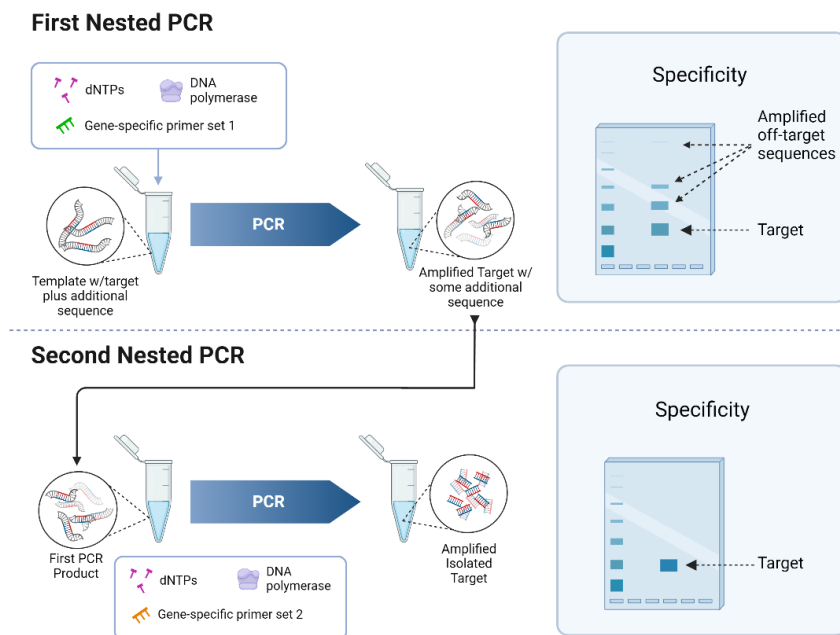 First Nested PCR
dNTPs
DNA
polymerase
Gene-specific primer set 1
PCR
Template w/target
plus additional
sequence
Amplified Target w/
some additional
sequence
Specificity
Amplified
off-target
sequences
Target
Second Nested PCR
PCR
First PCR
Product
Amplified
Isolated
Target
dNTPs
DNA
polymerase
Gene-specific primer set 2
Specificity
Target